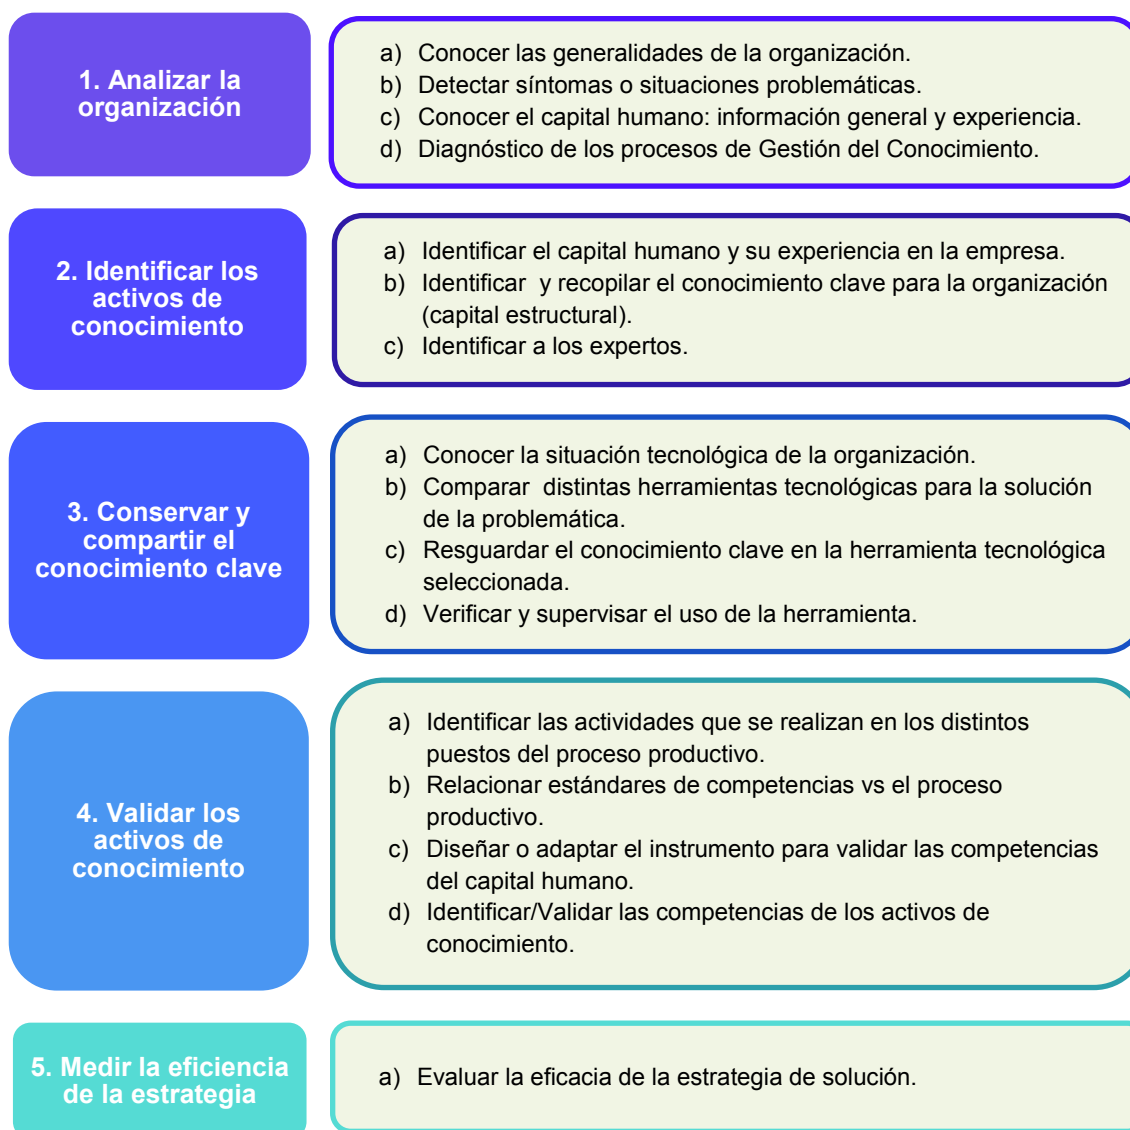 1. Analizar la
organización
a) Conocer las generalidades de la organización.
b) Detectar síntomas o situaciones problemáticas.
c) Conocer el capital humano: información general y experiencia.
d) Diagnóstico de los procesos de Gestión del Conocimiento.
2. Identificar los
activos de
conocimiento
a) Identificar el capital humano y su experiencia en la empresa.
b) Identificar y recopilar el conocimiento clave para la organización
(capital estructural).
c) Identificar a los expertos.
3. Conservar y
compartir el
conocimiento clave
a) Conocer la situación tecnológica de la organización.
b) Comparar distintas herramientas tecnológicas para la solución
de la problemática.
c) Resguardar el conocimiento clave en la herramienta tecnológica
seleccionada.
d) Verificar y supervisar el uso de la herramienta.
4. Validar los
activos de
conocimiento
a) Identificar las actividades que se realizan en los distintos
puestos del proceso productivo.
b) Relacionar estándares de competencias vs el proceso
productivo.
c) Diseñar o adaptar el instrumento para validar las competencias
del capital humano.
d) Identificar/Validar las competencias de los activos de
conocimiento.
5. Medir la eficiencia
de la estrategia
a) Evaluar la eficacia de la estrategia de solución.